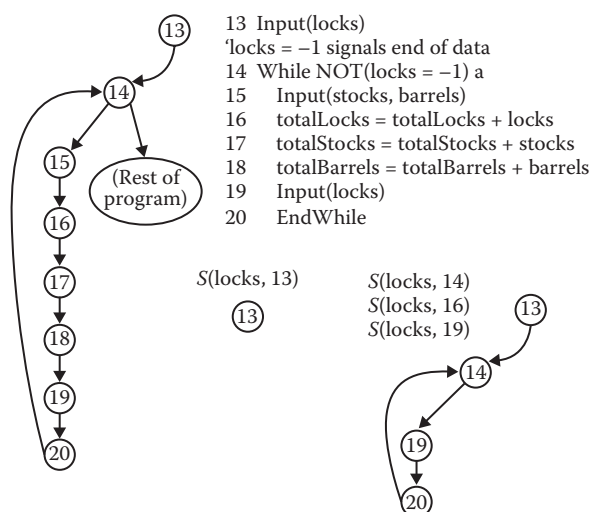 13 Input(locks)
‘locks = −1 signals end of data
14 While NOT(locks = −1) a
15 Input(stocks, barrels)
16 totalLocks = totalLocks + locks
17 totalStocks = totalStocks + stocks
18 totalBarrels = totalBarrels + barrels
19 Input(locks)
20 EndWhile
13
14
15
16
17
18
19
20
(Rest of
program)
S(locks, 13)
13
S(locks, 14)
S(locks, 16)
S(locks, 19)
13
14
19
20